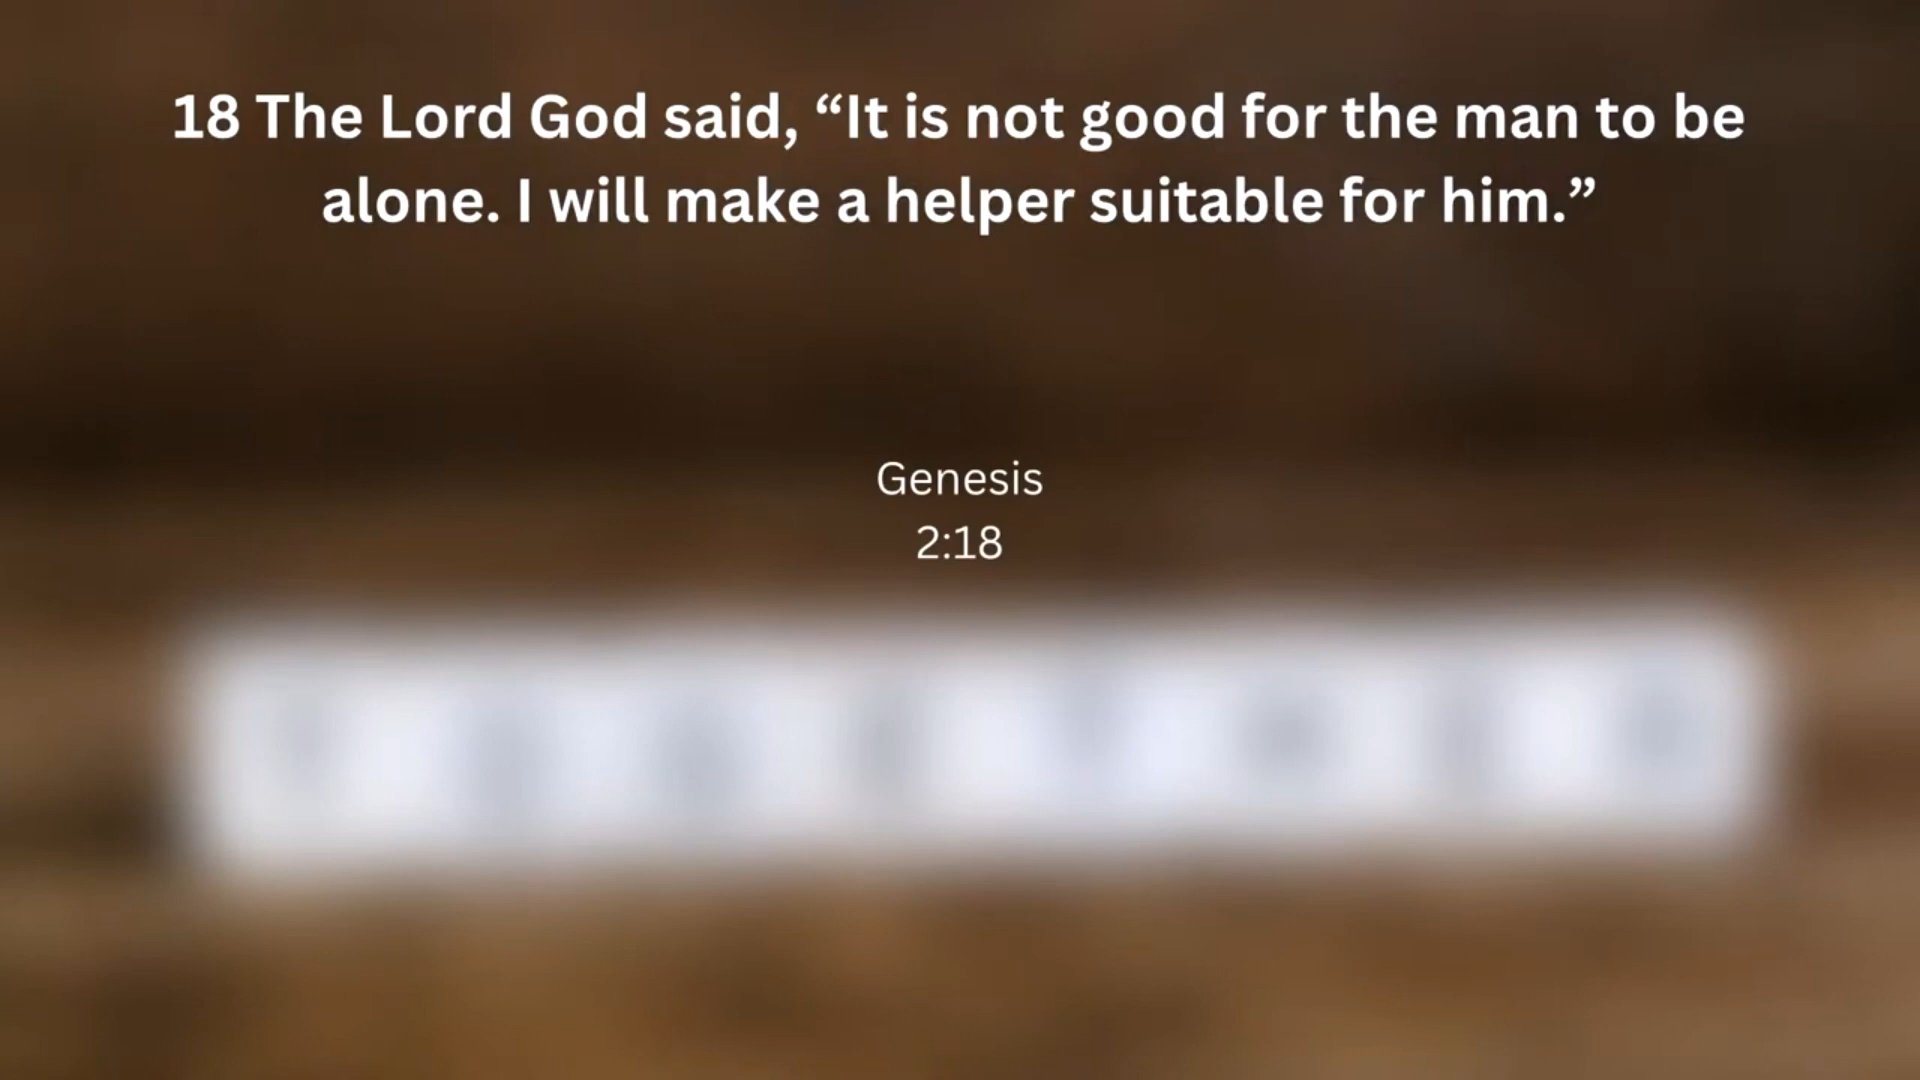 18 The Lord God said, “It is not good for the man to be
alone. I will make a helper suitable for him.”
Genesis
2:18